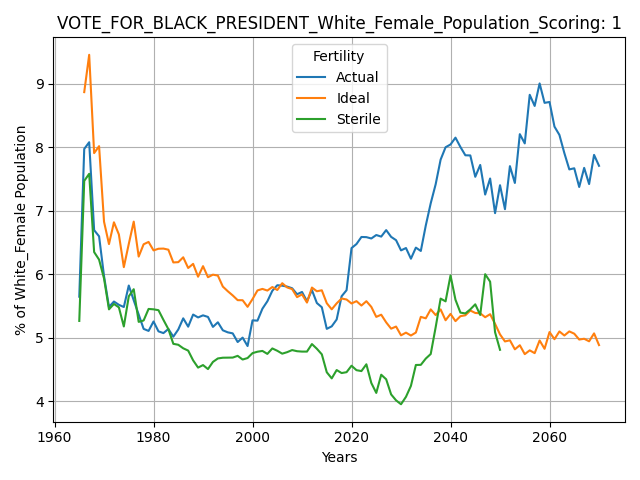 VOTE_FOR_BLACK_PRESIDENT_White_Female_Population_Scoring: 1
Fertility
Actual
Ideal
Sterile
% of White_Female Population
9
8
7
6
5
4
1960
1980
2000
2020
2040
2060
Years